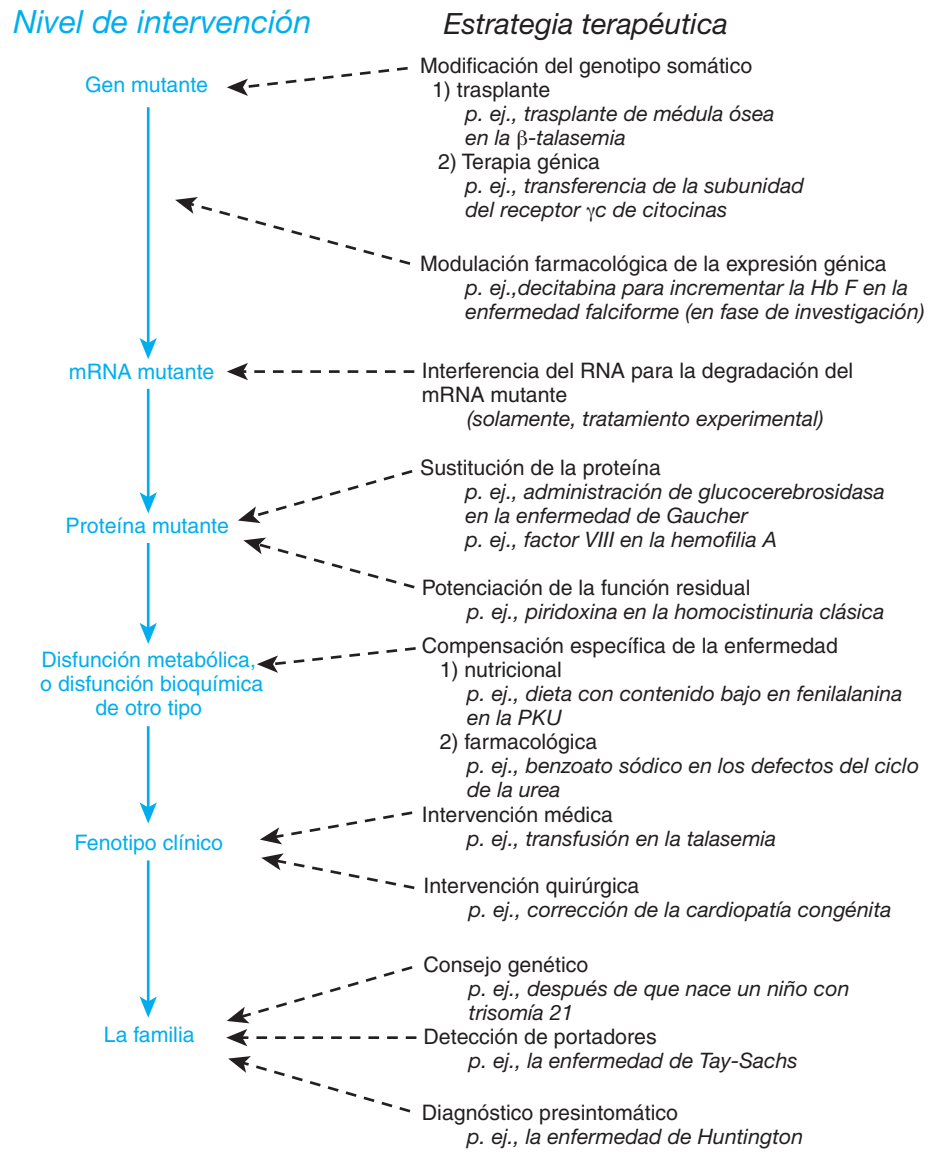 Nivel de intervención
Estrategia terapéutica
Gen mutante
Modificación del genotipo somático
1) trasplante
p. ej., trasplante de médula ósea
en la β-talasemia
2) Terapia génica
p. ej., transferencia de la subunidad
del receptor γc de citocinas
Modulación farmacológica de la expresión génica
p. ej.,decitabina para incrementar la Hb F en la
enfermedad falciforme (en fase de investigación)
mRNA mutante
Interferencia del RNA para la degradación del
mRNA mutante
(solamente, tratamiento experimental)
Proteína mutante
Sustitución de la proteína
p. ej., administración de glucocerebrosidasa
en la enfermedad de Gaucher
p. ej., factor VIII en la hemofilia A
Potenciación de la función residual
p. ej., piridoxina en la homocistinuria clásica
Disfunción metabólica,
o disfunción bioquímica
de otro tipo
Compensación específica de la enfermedad
1) nutricional
p. ej., dieta con contenido bajo en fenilalanina
en la PKU
2) farmacológica
p. ej., benzoato sódico en los defectos del ciclo
de la urea
Fenotipo clínico
Intervención médica
p. ej., transfusión en la talasemia
Intervención quirúrgica
p. ej., corrección de la cardiopatía congénita
La familia
Consejo genético
p. ej., después de que nace un niño con
trisomía 21
Detección de portadores
p. ej., la enfermedad de Tay-Sachs
Diagnóstico presintomático
p. ej., la enfermedad de Huntington